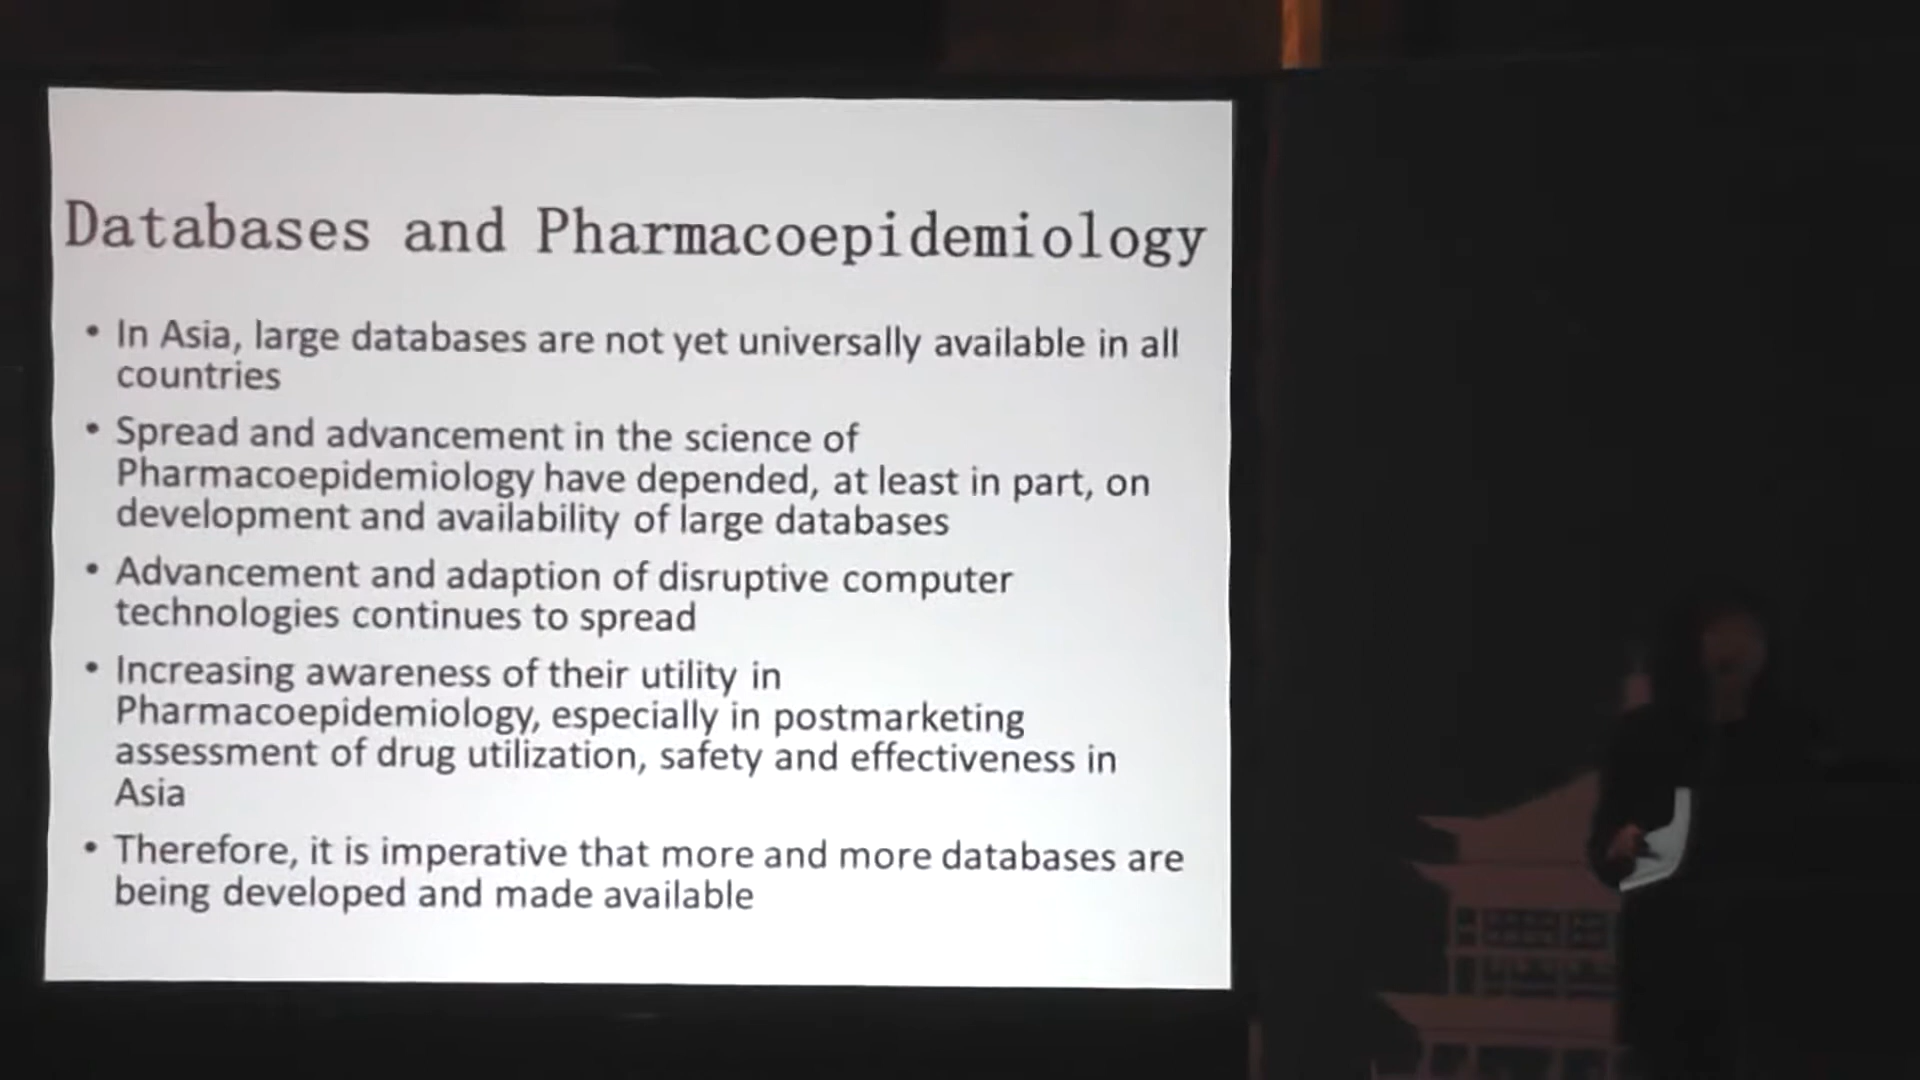 Databases and Pharmacoepidemiology
• In Asia, large databases are not yet universally available in all
countries
• Spread and advancement in the science of
Pharmacoepidemiology have depended, at least in part, on
development and availability of large databases
• Advancement and adaption of disruptive computer
technologies continues to spread
• Increasing awareness of their utility in
Pharmacoepidemiology, especially in postmarketing
assessment of drug utilization, safety and effectiveness in
Asia
• Therefore, it is imperative that more and more databases are
being developed and made available